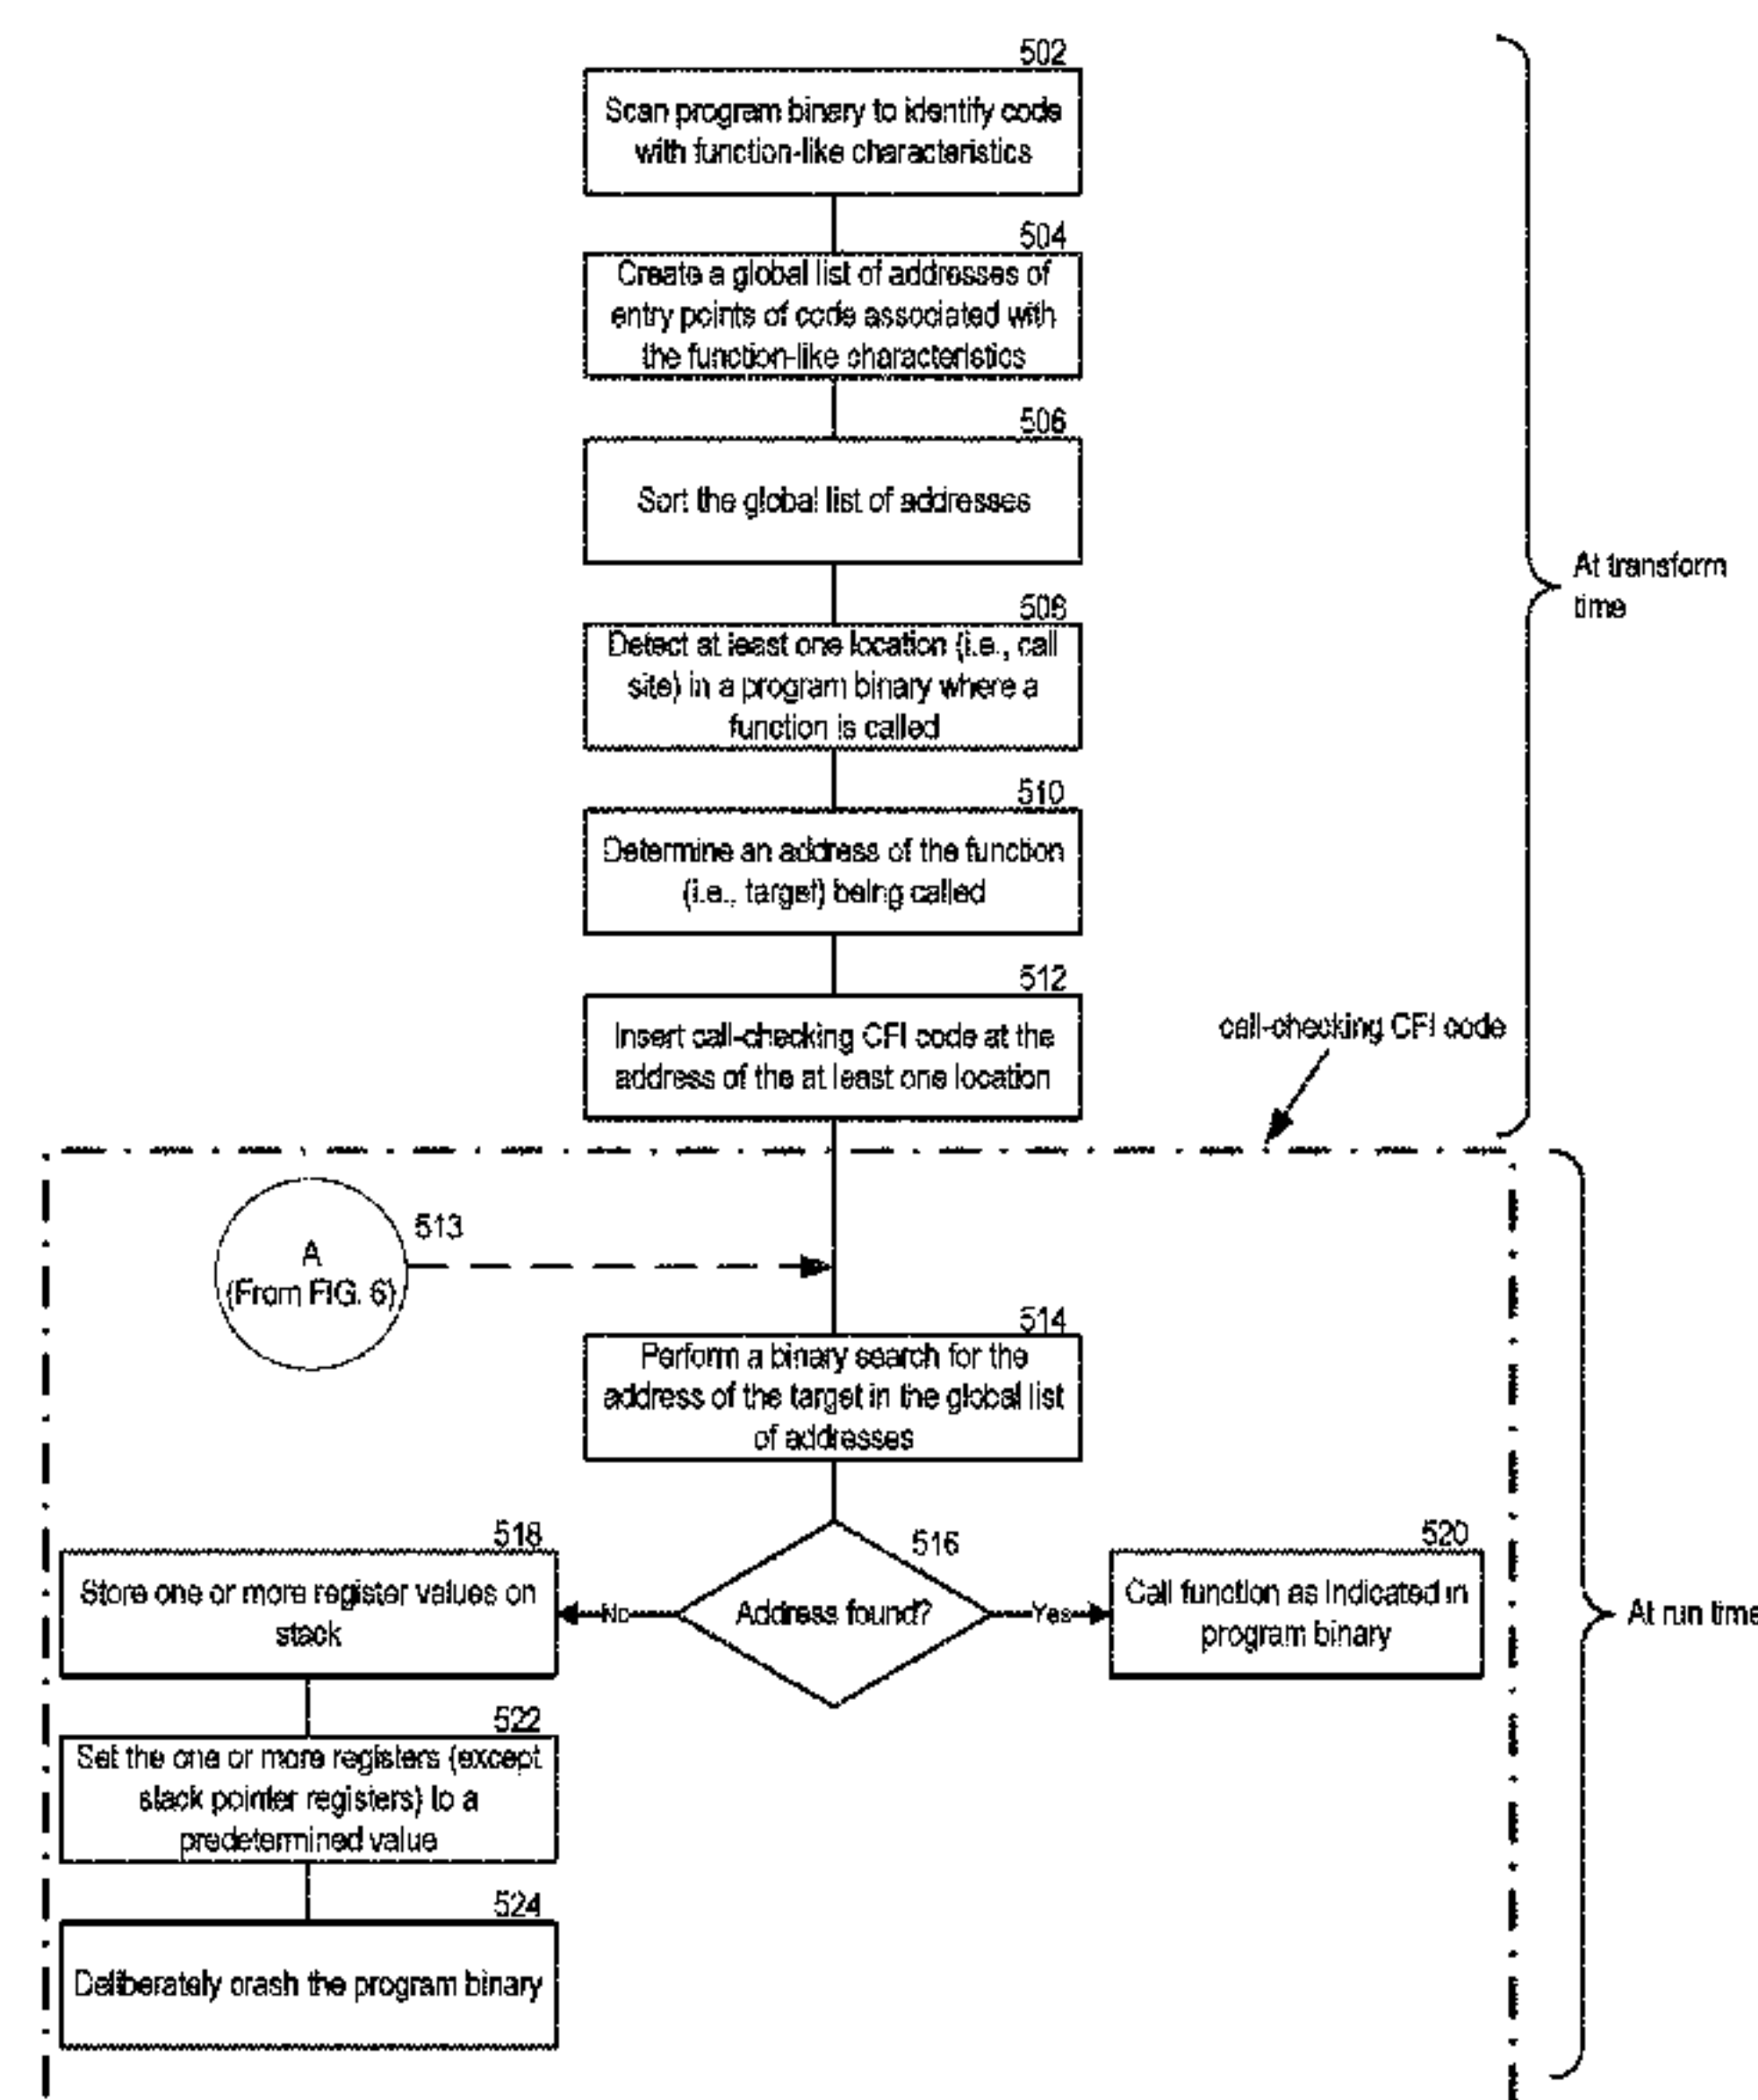 502
Scan program binary to identify code
with function-like characteristics
504
Create a global list of addresses of
entry points of code associated with
the function-like characteristics
506
Sort the global list of addresses
At transform
time
508
Detect at least one location (i.e., call
site) in a program binary where a
function is called
510
Determine an address of the function
(i.e., target) being called
512
Insert call-checking CFI code at the
address of the at least one location
call-checking CFI code
513
A
(From FIG. 6)
514
Perform a binary search for the
address of the target in the global list
of addresses
516
Address found?
No
Yes
518
Store one or more register values on
stack
520
Call function as indicated in
program binary
At run time
522
Set the one or more registers (except
stack pointer registers) to a
predetermined value
524
Deliberately crash the program binary